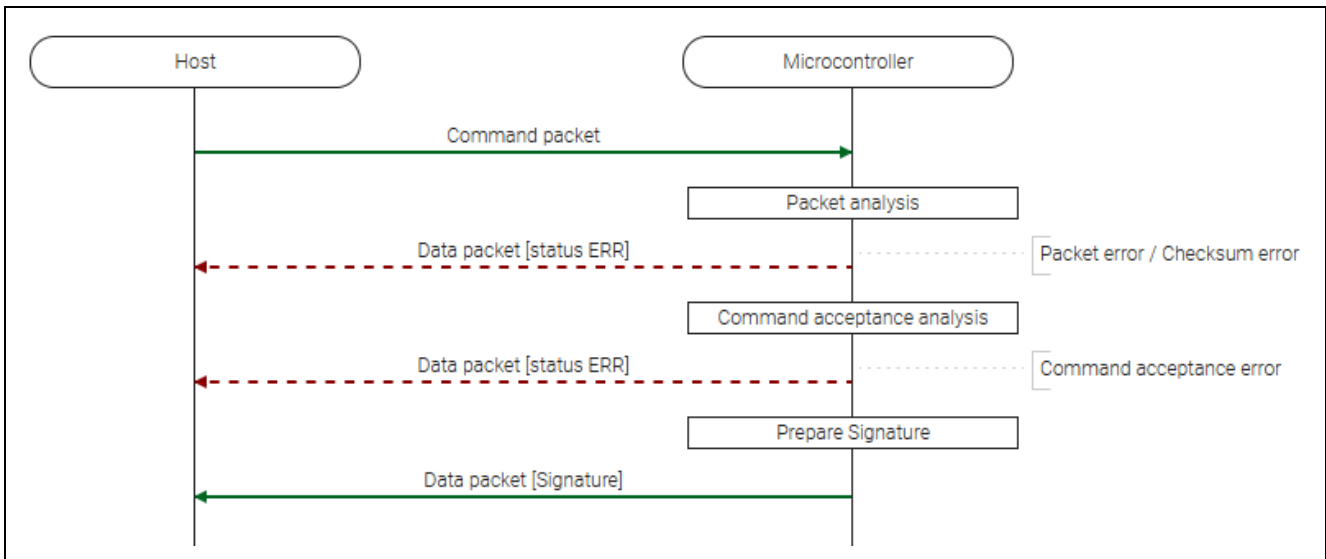 Host
Microcontroller
Command packet
Packet analysis
Data packet [status ERR]
Packet error / Checksum error
Command acceptance analysis
Data packet [status ERR]
Command acceptance error
Prepare Signature
Data packet [Signature]